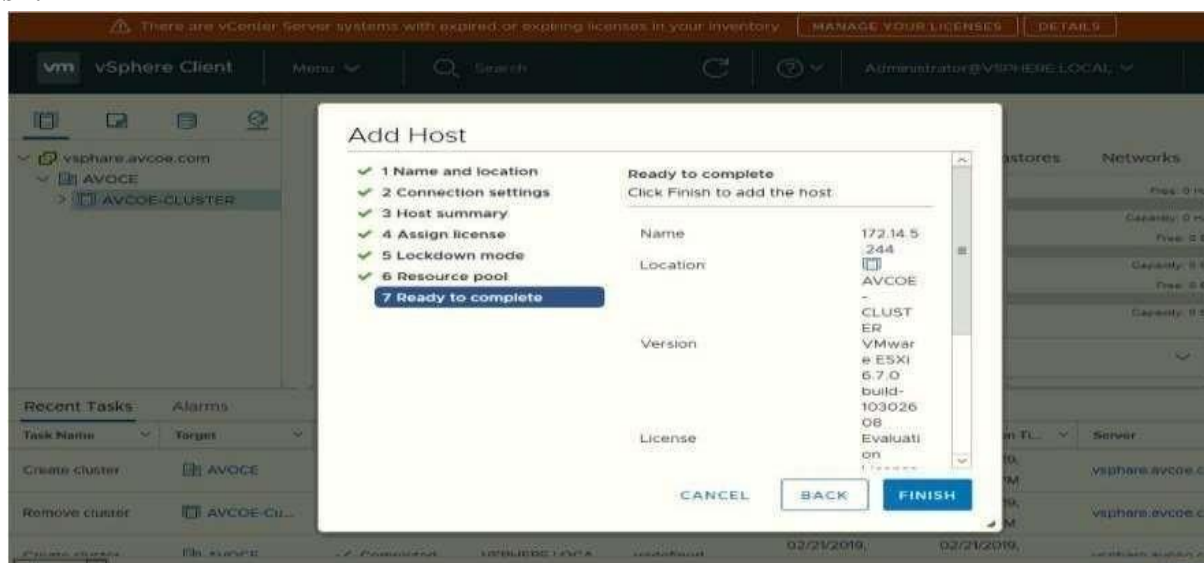 There are vCenter Server systems with expired or expiring licenses in your inventory MANAGE YOUR LICENSES DETAILS
vm vSphere Client Menu Search Administrator@VSPHERE.LOCAL
Add Host
vsphare.avcoe.com
AVOCE
AVCOE-CLUSTER
1 Name and location
2 Connection settings
3 Host summary
4 Assign license
5 Lockdown mode
6 Resource pool
7 Ready to complete
Ready to complete
Click Finish to add the host
Name 172.14.5
.244
Location AVCOE
-
CLUST
ER
Version VMwar
e ESXi
6.7.0
build-
103026
08
License Evaluati
on
CANCEL BACK FINISH
astores Networks
Recent Tasks Alarms
Task Name Target Server
Create cluster AVOCE vsphare.avcoe.c
Remove cluster AVCOE-Cu... vsphare.avcoe.c
02/21/2019, 02/21/2019,